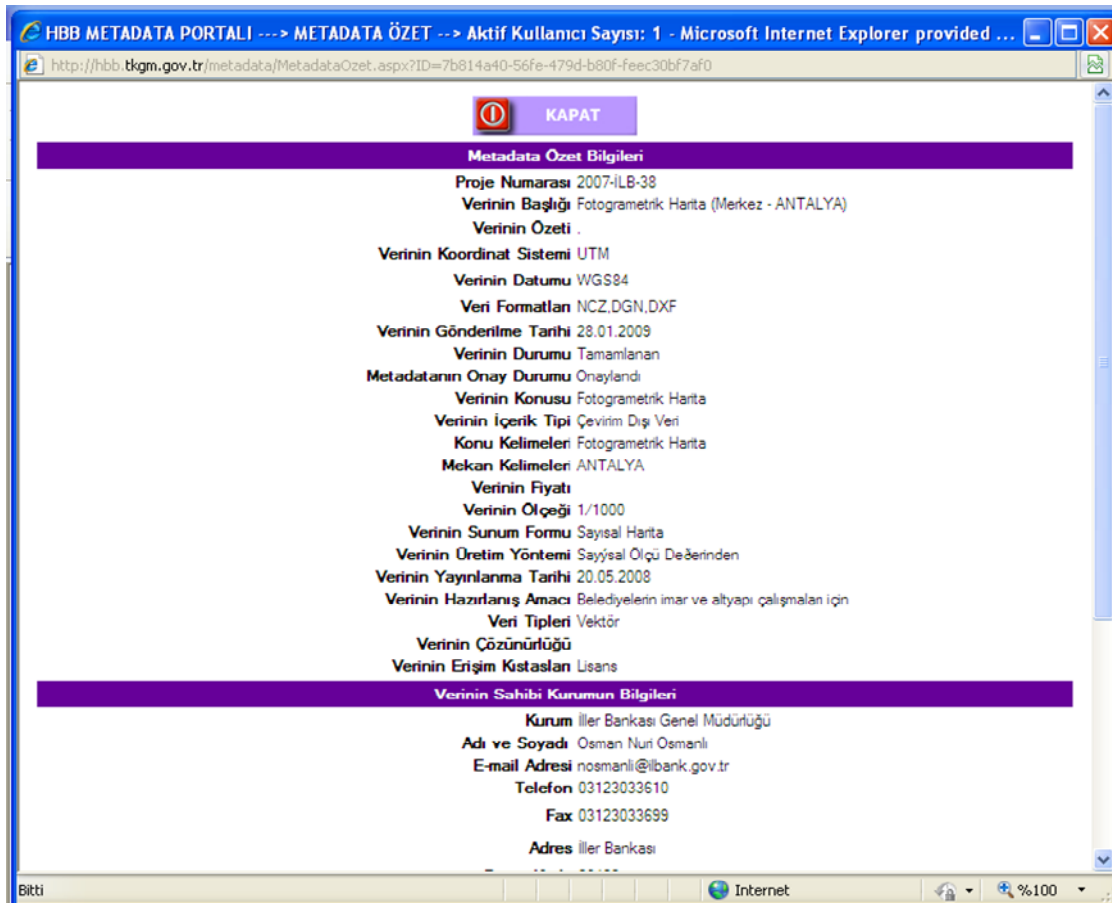 HBB METADATA PORTALI ---> METADATA ÖZET --> Aktif Kullanıcı Sayısı: 1 - Microsoft Internet Explorer provided ...
http://hbb.tkgm.gov.tr/metadata/MetadataOzet.aspx?ID=7b814a40-56fe-479d-b80f-feec30bf7af0
KAPAT
Metadata Özet Bilgileri
Proje Numarası 2007-İLB-38
Verinin Başlığı Fotogrametrik Harita (Merkez - ANTALYA)
Verinin Özeti .
Verinin Koordinat Sistemi UTM
Verinin Datumu WGS84
Veri Formatları NCZ,DGN,DXF
Verinin Gönderilme Tarihi 28.01.2009
Verinin Durumu Tamamlanan
Metadatanın Onay Durumu Onaylandı
Verinin Konusu Fotogrametrik Harita
Verinin İçerik Tipi Çevirim Dışı Veri
Konu Kelimeleri Fotogrametrik Harita
Mekan Kelimeleri ANTALYA
Verinin Fiyatı
Verinin Ölçeği 1/1000
Verinin Sunum Formu Sayısal Harita
Verinin Üretim Yöntemi Sayýsal Ölçü Deðerinden
Verinin Yayınlanma Tarihi 20.05.2008
Verinin Hazırlanış Amacı Belediyelerin imar ve altyapı çalışmaları için
Veri Tipleri Vektör
Verinin Çözünürlüğü
Verinin Erişim Kıstasları Lisans
Verinin Sahibi Kurumun Bilgileri
Kurum İller Bankası Genel Müdürlüğü
Adı ve Soyadı Osman Nuri Osmanlı
E-mail Adresi nosmanli@ilbank.gov.tr
Telefon 03123033610
Fax 03123033699
Adres İller Bankası
Bitti
Internet
%100